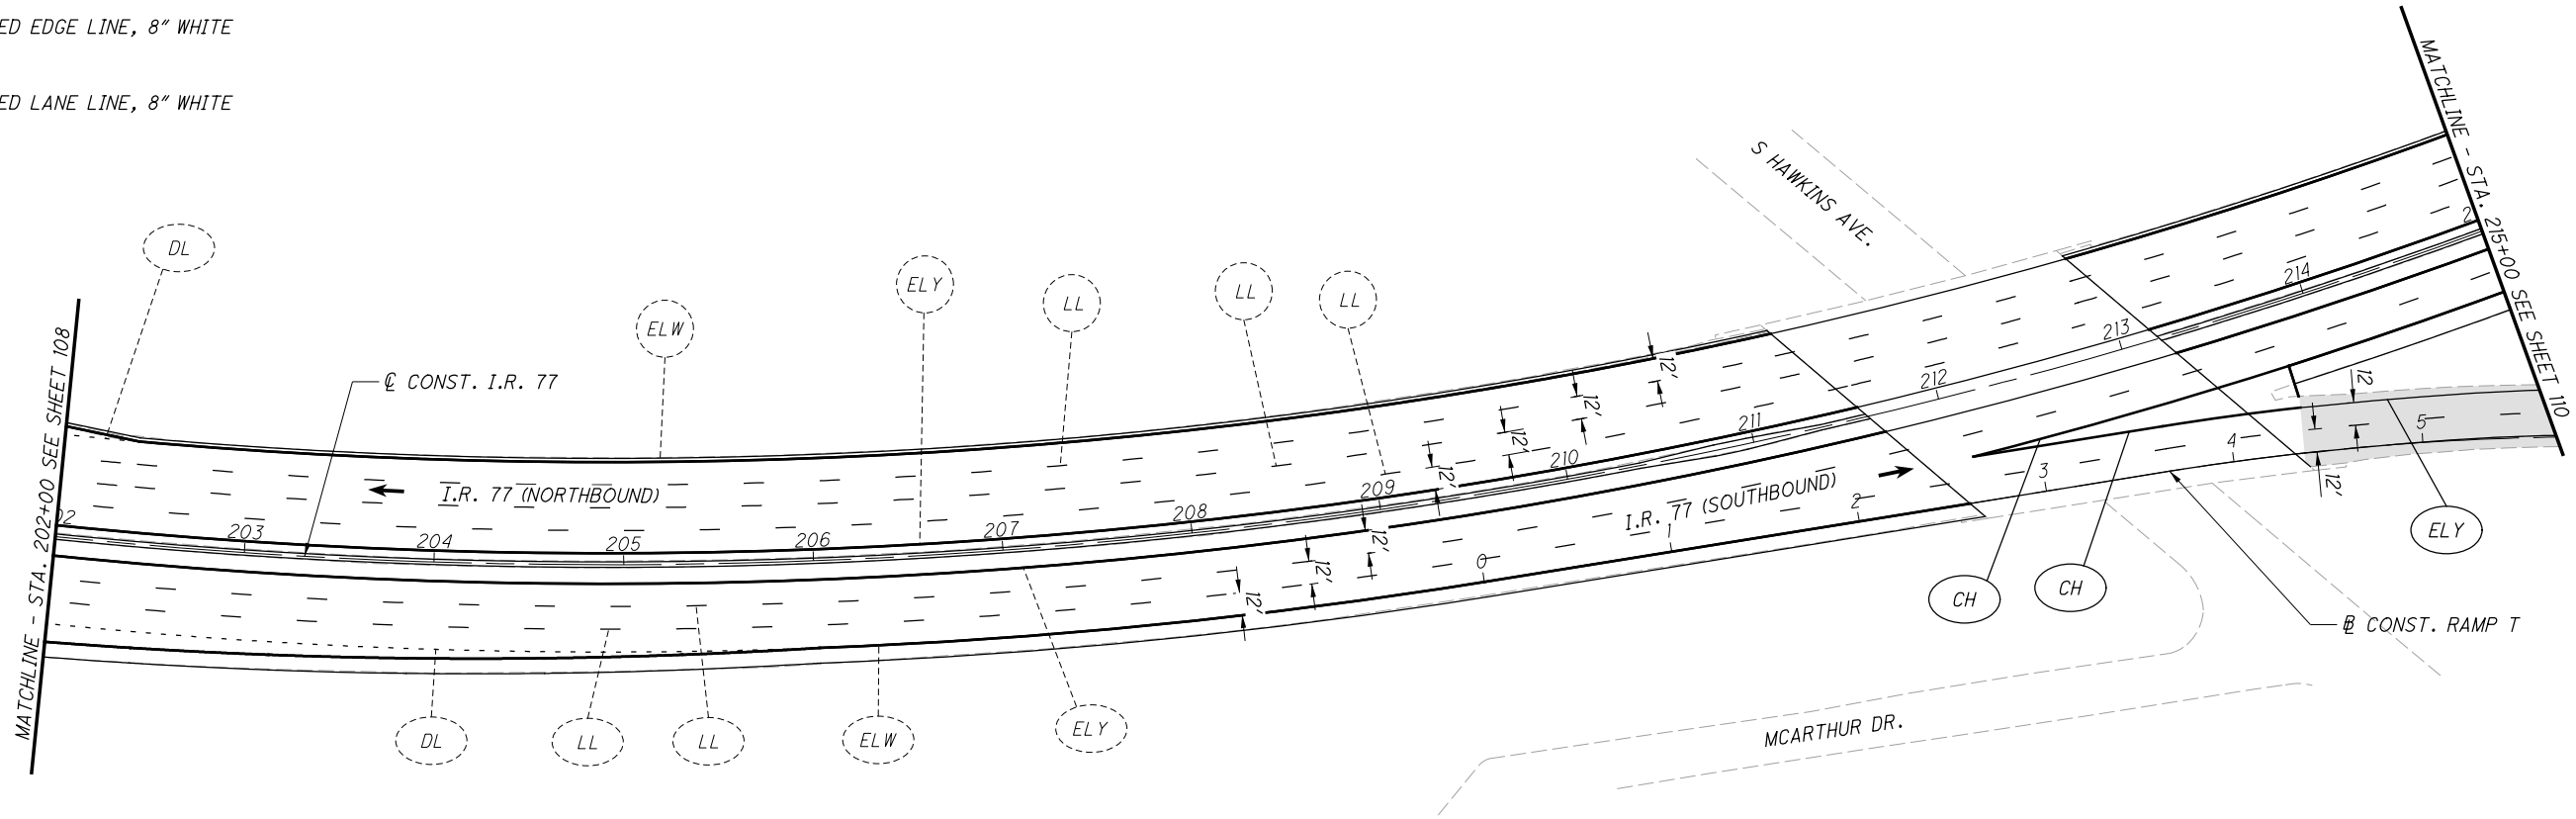 ED EDGE LINE, 8" WHITE
ED LANE LINE, 8" WHITE
MATCHLINE - STA. 215+00 SEE SHEET 110
S HAWKINS AVE.
DL
ELW
ELY
LL
LL
LL
MATCHLINE - STA. 202+00 SEE SHEET 108
℄ CONST. I.R. 77
I.R. 77 (NORTHBOUND)
12'
12'
12'
12'
02
203
204
205
206
207
208
209
210
211
212
213
214
2
12'
12'
12'
I.R. 77 (SOUTHBOUND)
0
1
2
3
4
5
12'
12'
ELY
CH
CH
BL CONST. RAMP T
DL
LL
LL
ELW
ELY
MCARTHUR DR.